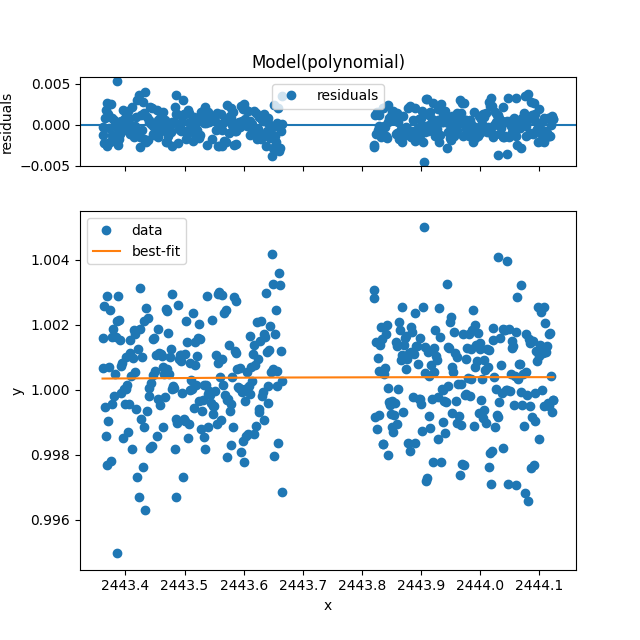 Model(polynomial)
0.005
0.000
−0.005
residuals
residuals
data
best-fit
1.004
1.002
1.000
0.998
0.996
y
2443.4 2443.5 2443.6 2443.7 2443.8 2443.9 2444.0 2444.1
x